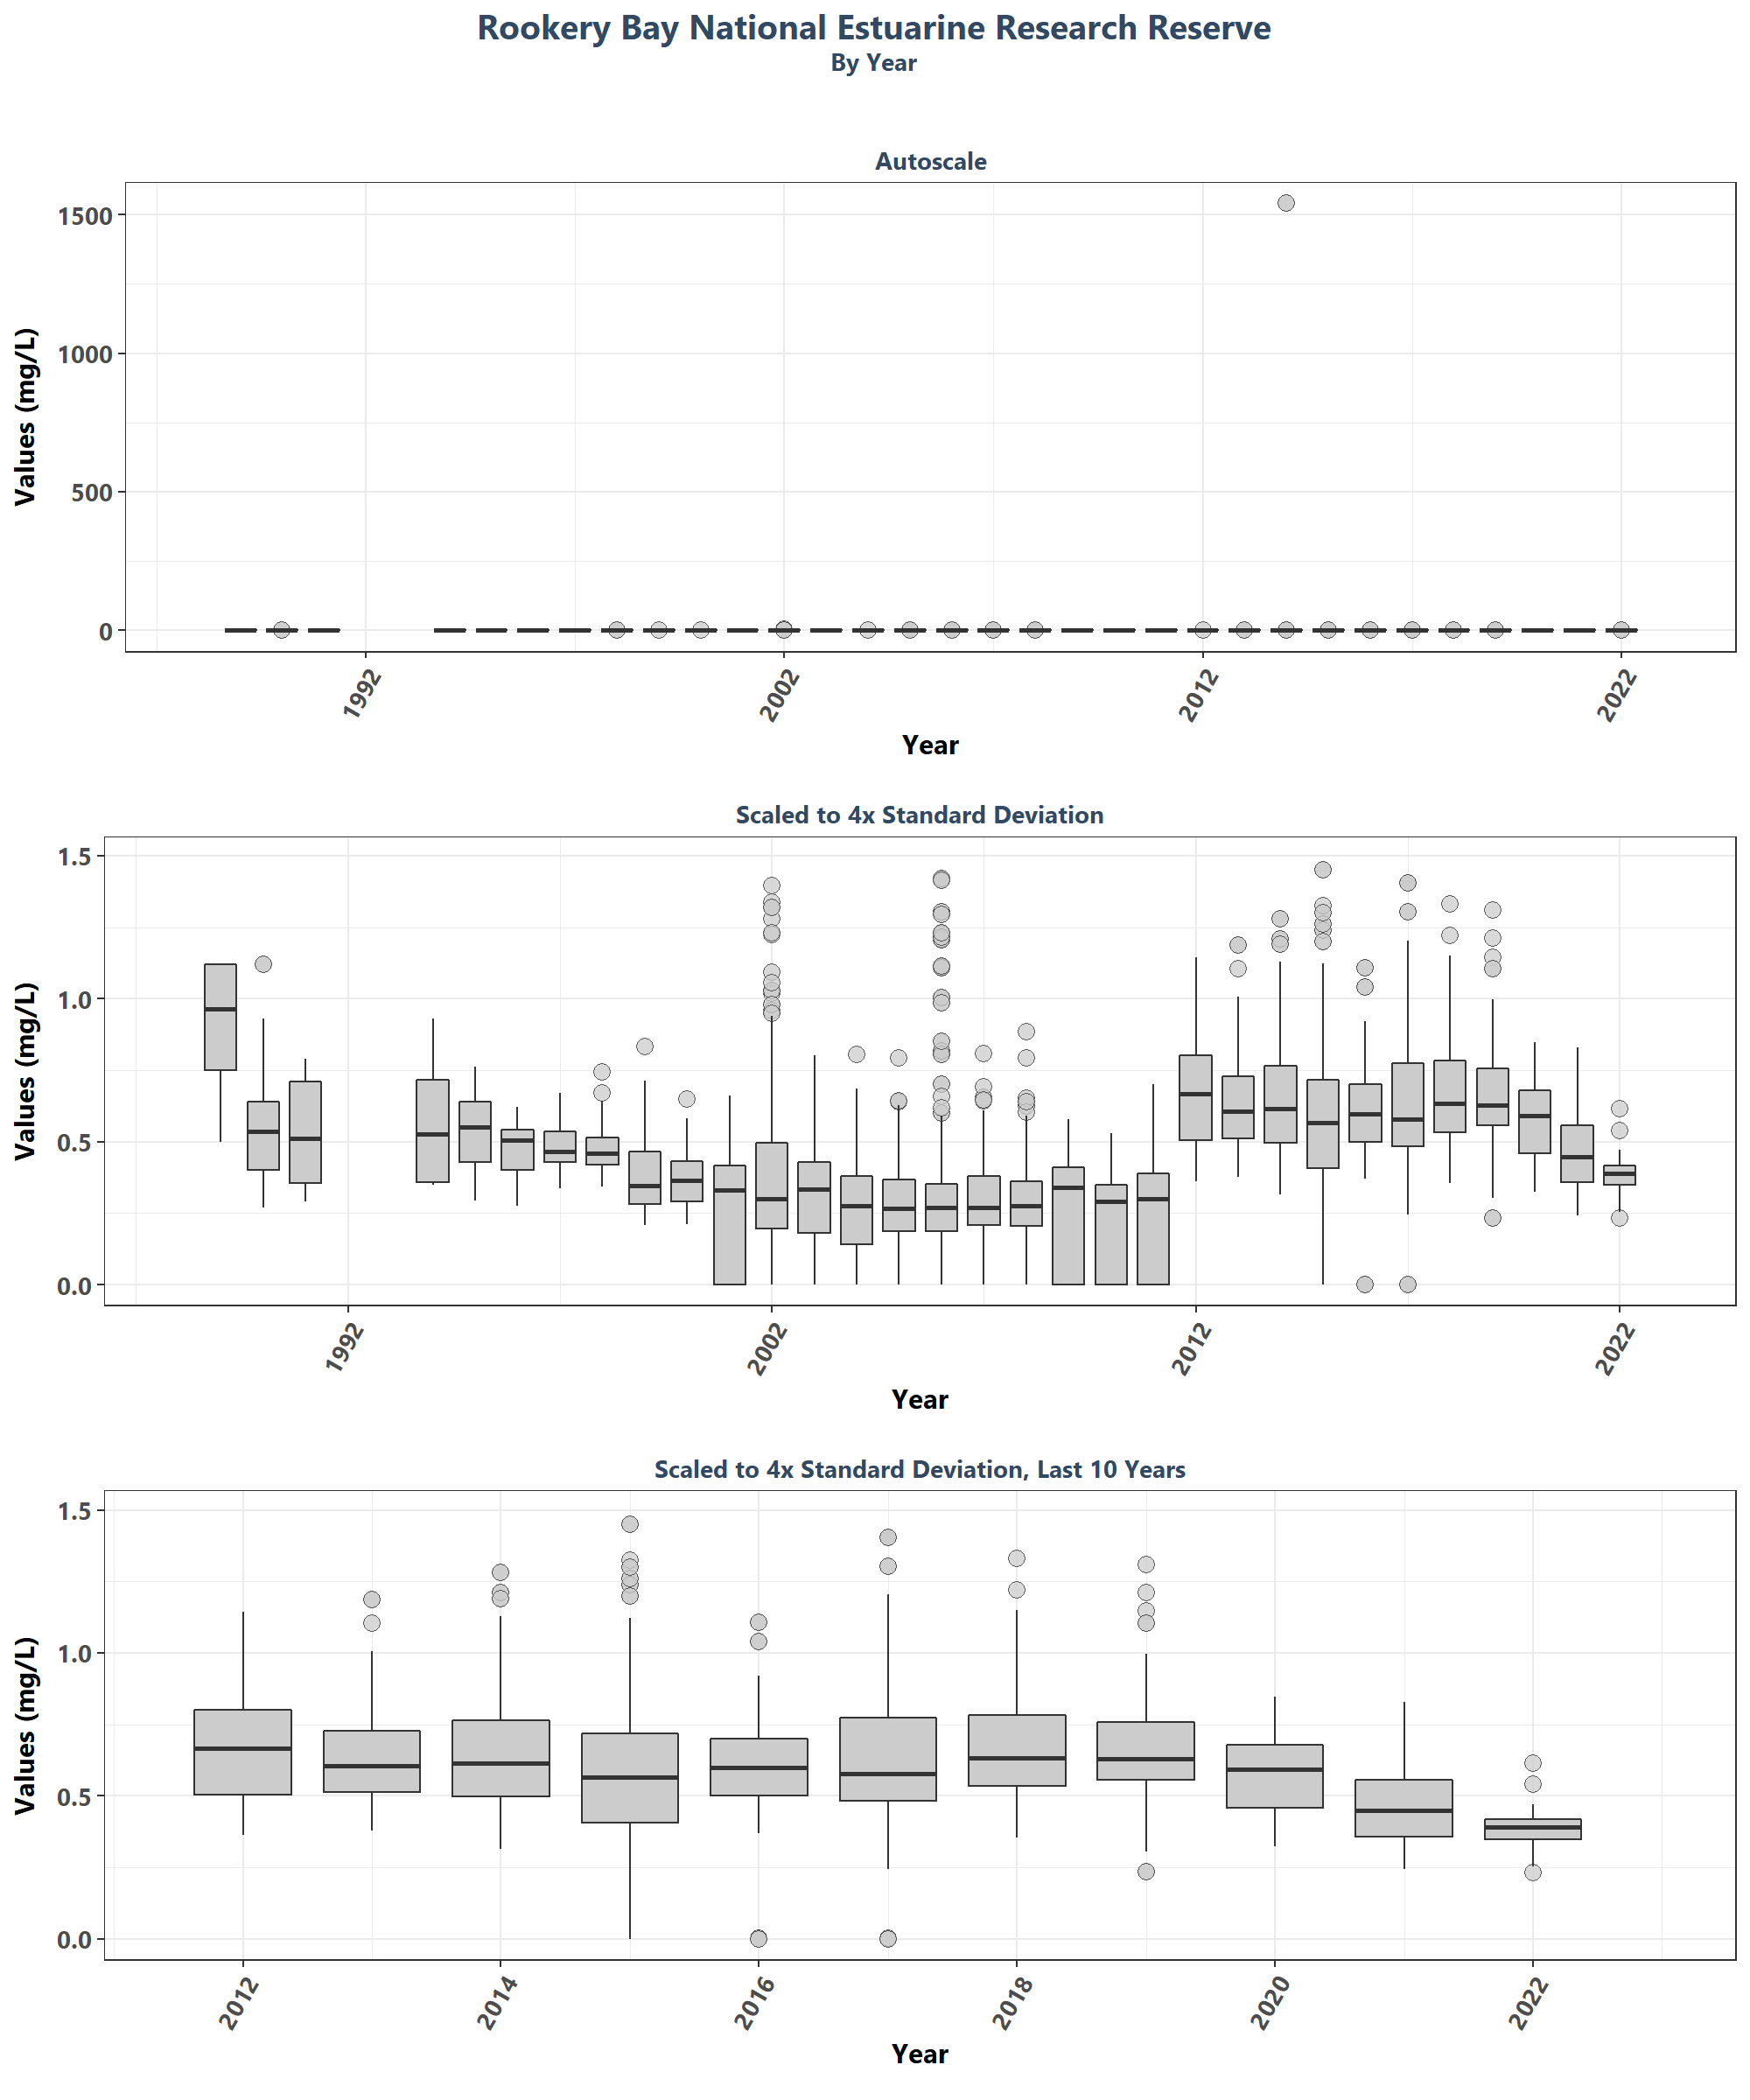 Rookery Bay National Estuarine Research Reserve
By Year
Autoscale
1500
1000
500
0
Values (mg/L)
1992
2002
2012
2022
Year
Scaled to 4x Standard Deviation
1.5
1.0
0.5
0.0
Values (mg/L)
1992
2002
2012
2022
Year
Scaled to 4x Standard Deviation, Last 10 Years
1.5
1.0
0.5
0.0
Values (mg/L)
2012
2014
2016
2018
2020
2022
Year